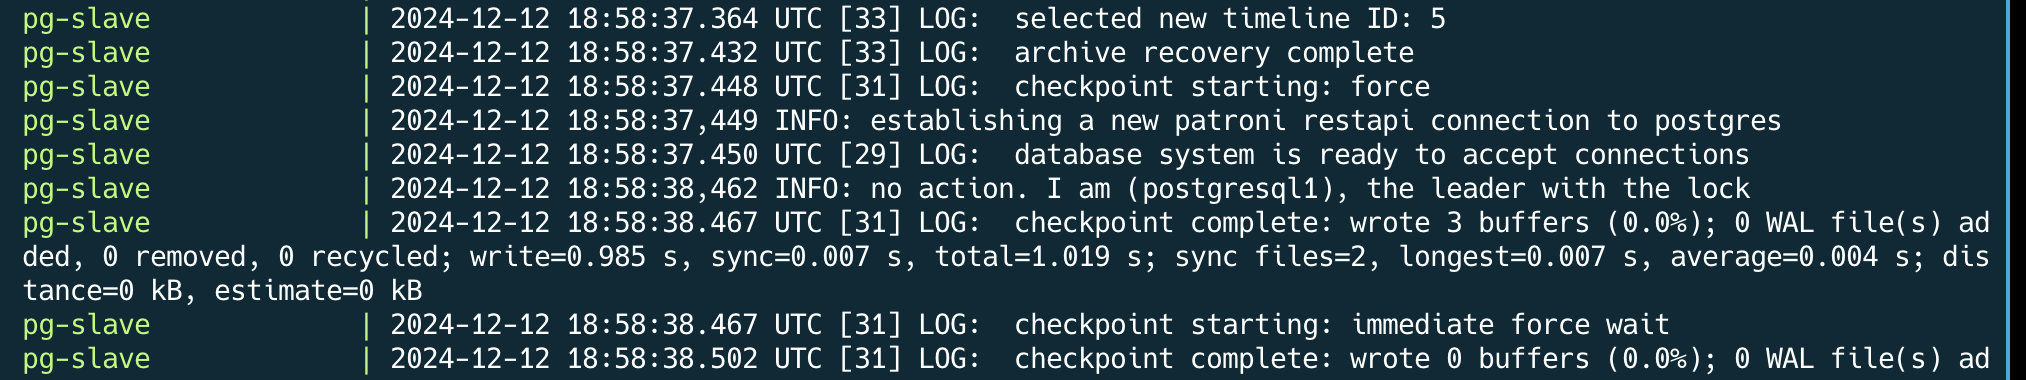 pg-slave | 2024-12-12 18:58:37.364 UTC [33] LOG:  selected new timeline ID: 5
pg-slave | 2024-12-12 18:58:37.432 UTC [33] LOG:  archive recovery complete
pg-slave | 2024-12-12 18:58:37.448 UTC [31] LOG:  checkpoint starting: force
pg-slave | 2024-12-12 18:58:37,449 INFO: establishing a new patroni restapi connection to postgres
pg-slave | 2024-12-12 18:58:37.450 UTC [29] LOG:  database system is ready to accept connections
pg-slave | 2024-12-12 18:58:38,462 INFO: no action. I am (postgresql1), the leader with the lock
pg-slave | 2024-12-12 18:58:38.467 UTC [31] LOG:  checkpoint complete: wrote 3 buffers (0.0%); 0 WAL file(s) ad
ded, 0 removed, 0 recycled; write=0.985 s, sync=0.007 s, total=1.019 s; sync files=2, longest=0.007 s, average=0.004 s; dis
tance=0 kB, estimate=0 kB
pg-slave | 2024-12-12 18:58:38.467 UTC [31] LOG:  checkpoint starting: immediate force wait
pg-slave | 2024-12-12 18:58:38.502 UTC [31] LOG:  checkpoint complete: wrote 0 buffers (0.0%); 0 WAL file(s) ad